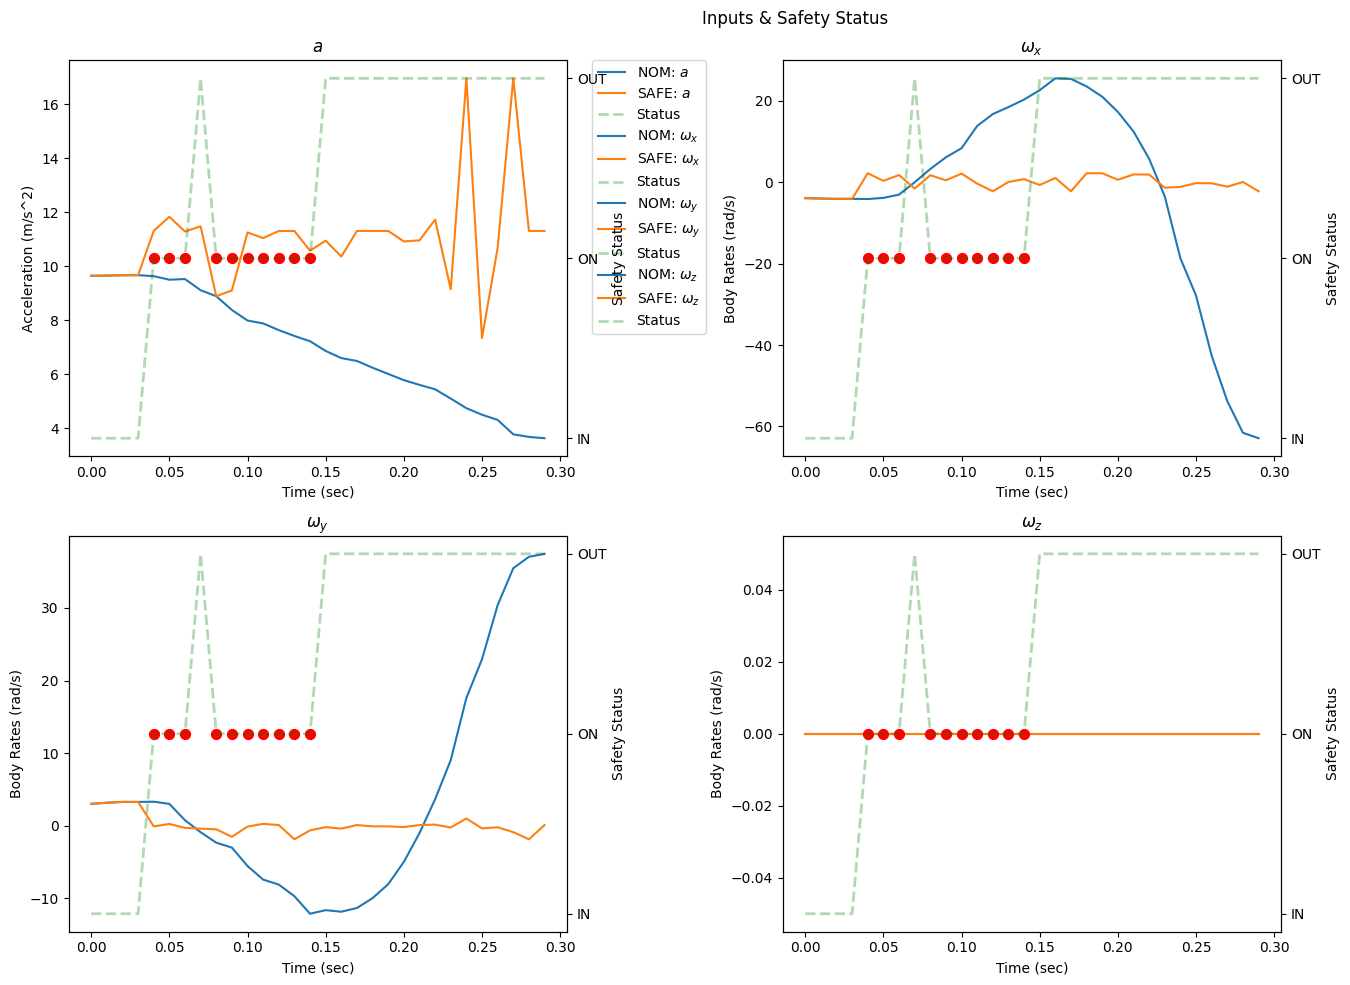 Inputs & Safety Status
a
Acceleration (m/s^2)
16
14
12
10
8
6
4
0.00 0.05 0.10 0.15 0.20 0.25 0.30
Time (sec)
OUT
ON
IN
Safety Status
NOM: a
SAFE: a
Status
NOM: ωx
SAFE: ωx
Status
NOM: ωy
SAFE: ωy
Status
NOM: ωz
SAFE: ωz
Status
ωx
Body Rates (rad/s)
20
0
−20
−40
−60
0.00 0.05 0.10 0.15 0.20 0.25 0.30
Time (sec)
OUT
ON
IN
Safety Status
ωy
Body Rates (rad/s)
30
20
10
0
−10
0.00 0.05 0.10 0.15 0.20 0.25 0.30
Time (sec)
OUT
ON
IN
Safety Status
ωz
Body Rates (rad/s)
0.04
0.02
0.00
−0.02
−0.04
0.00 0.05 0.10 0.15 0.20 0.25 0.30
Time (sec)
OUT
ON
IN
Safety Status